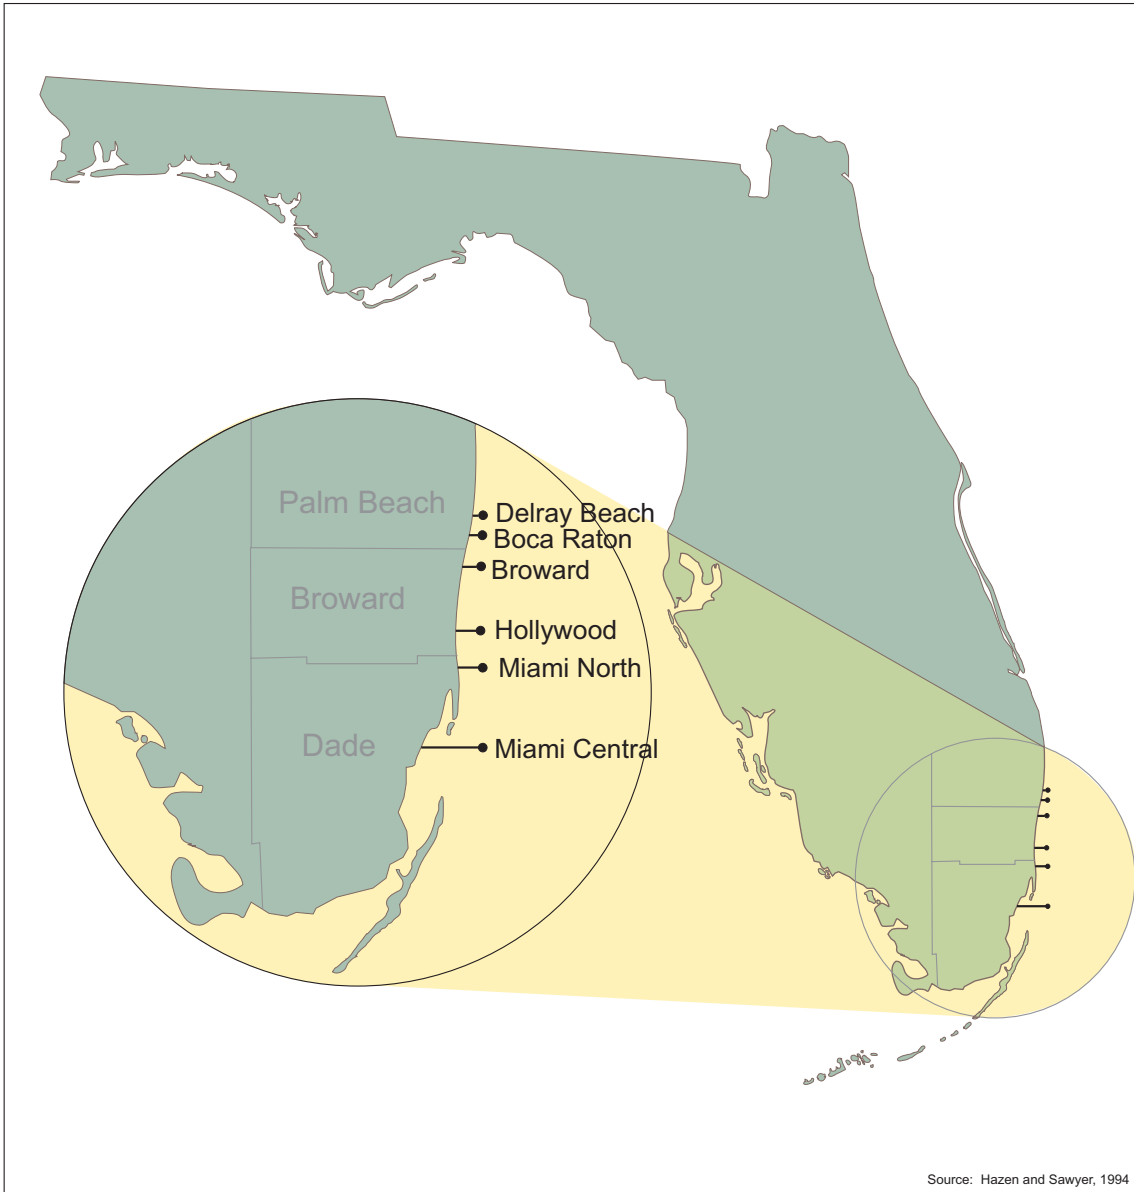 Palm Beach
Delray Beach
Boca Raton
Broward
Broward
Hollywood
Miami North
Dade
Miami Central
Source: Hazen and Sawyer, 1994